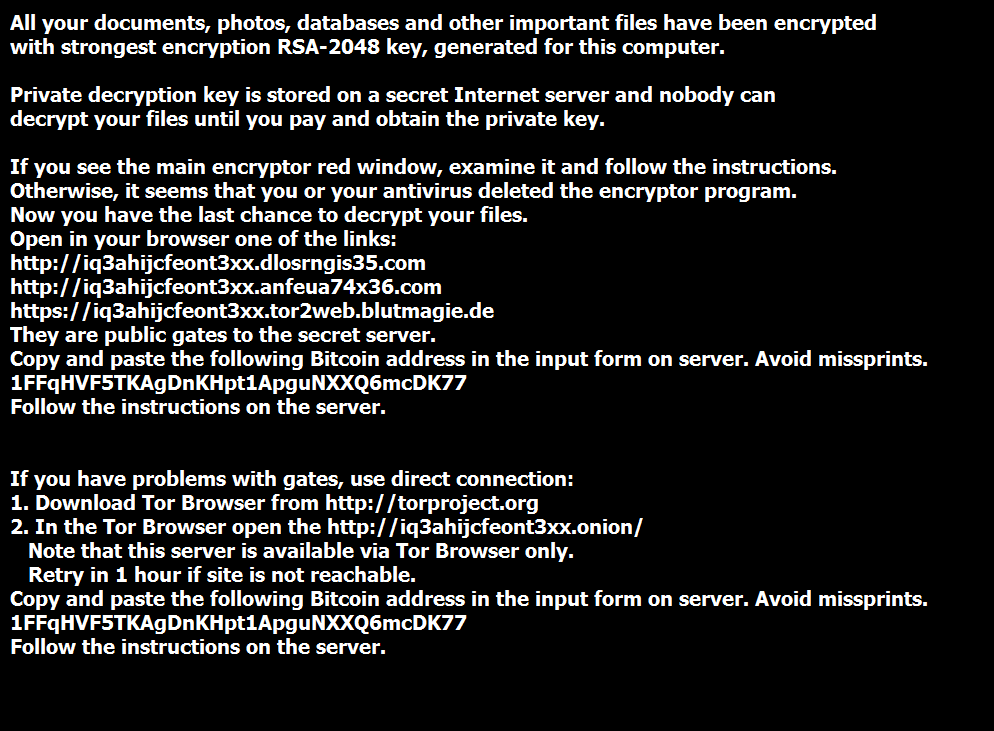 All your documents, photos, databases and other important files have been encrypted
with strongest encryption RSA-2048 key, generated for this computer.
Private decryption key is stored on a secret Internet server and nobody can
decrypt your files until you pay and obtain the private key.
If you see the main encryptor red window, examine it and follow the instructions.
Otherwise, it seems that you or your antivirus deleted the encryptor program.
Now you have the last chance to decrypt your files.
Open in your browser one of the links:
http://iq3ahijcfeont3xx.dlosrngis35.com
http://iq3ahijcfeont3xx.anfeua74x36.com
https://iq3ahijcfeont3xx.tor2web.blutmagie.de
They are public gates to the secret server.
Copy and paste the following Bitcoin address in the input form on server. Avoid missprints.
1FFqHVF5TKAgDnKHpt1ApguNXXQ6mcDK77
Follow the instructions on the server.
If you have problems with gates, use direct connection:
1. Download Tor Browser from http://torproject.org
2. In the Tor Browser open the http://iq3ahijcfeont3xx.onion/
Note that this server is available via Tor Browser only.
Retry in 1 hour if site is not reachable.
Copy and paste the following Bitcoin address in the input form on server. Avoid missprints.
1FFqHVF5TKAgDnKHpt1ApguNXXQ6mcDK77
Follow the instructions on the server.